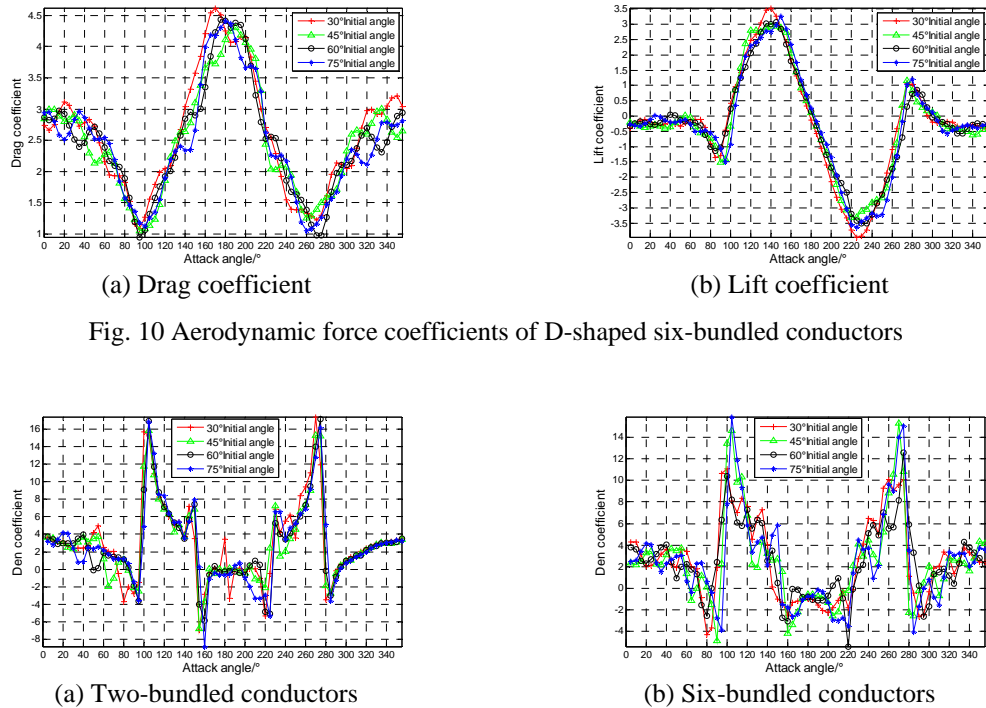 4.5
4
3.5
3
2.5
2
1.5
1
Drag coefficient
30°Initial angle
45°Initial angle
60°Initial angle
75°Initial angle
0 20 40 60 80 100 120 140 160 180 200 220 240 260 280 300 320 340
Attack angle/°
(a) Drag coefficient
3.5
3
2.5
2
1.5
1
0.5
0
-0.5
-1
-1.5
-2
-2.5
-3
-3.5
Lift coefficient
30°Initial angle
45°Initial angle
60°Initial angle
75°Initial angle
0 20 40 60 80 100 120 140 160 180 200 220 240 260 280 300 320 340
Attack angle/°
(b) Lift coefficient
Fig. 10 Aerodynamic force coefficients of D-shaped six-bundled conductors
16
14
12
10
8
6
4
2
0
-2
-4
-6
-8
Den coefficient
30°Initial angle
45°Initial angle
60°Initial angle
75°Initial angle
0 20 40 60 80 100 120 140 160 180 200 220 240 260 280 300 320 340
Attack angle/°
(a) Two-bundled conductors
14
12
10
8
6
4
2
0
-2
-4
Den coefficient
30°Initial angle
45°Initial angle
60°Initial angle
75°Initial angle
0 20 40 60 80 100 120 140 160 180 200 220 240 260 280 300 320 340
Attack angle/°
(b) Six-bundled conductors